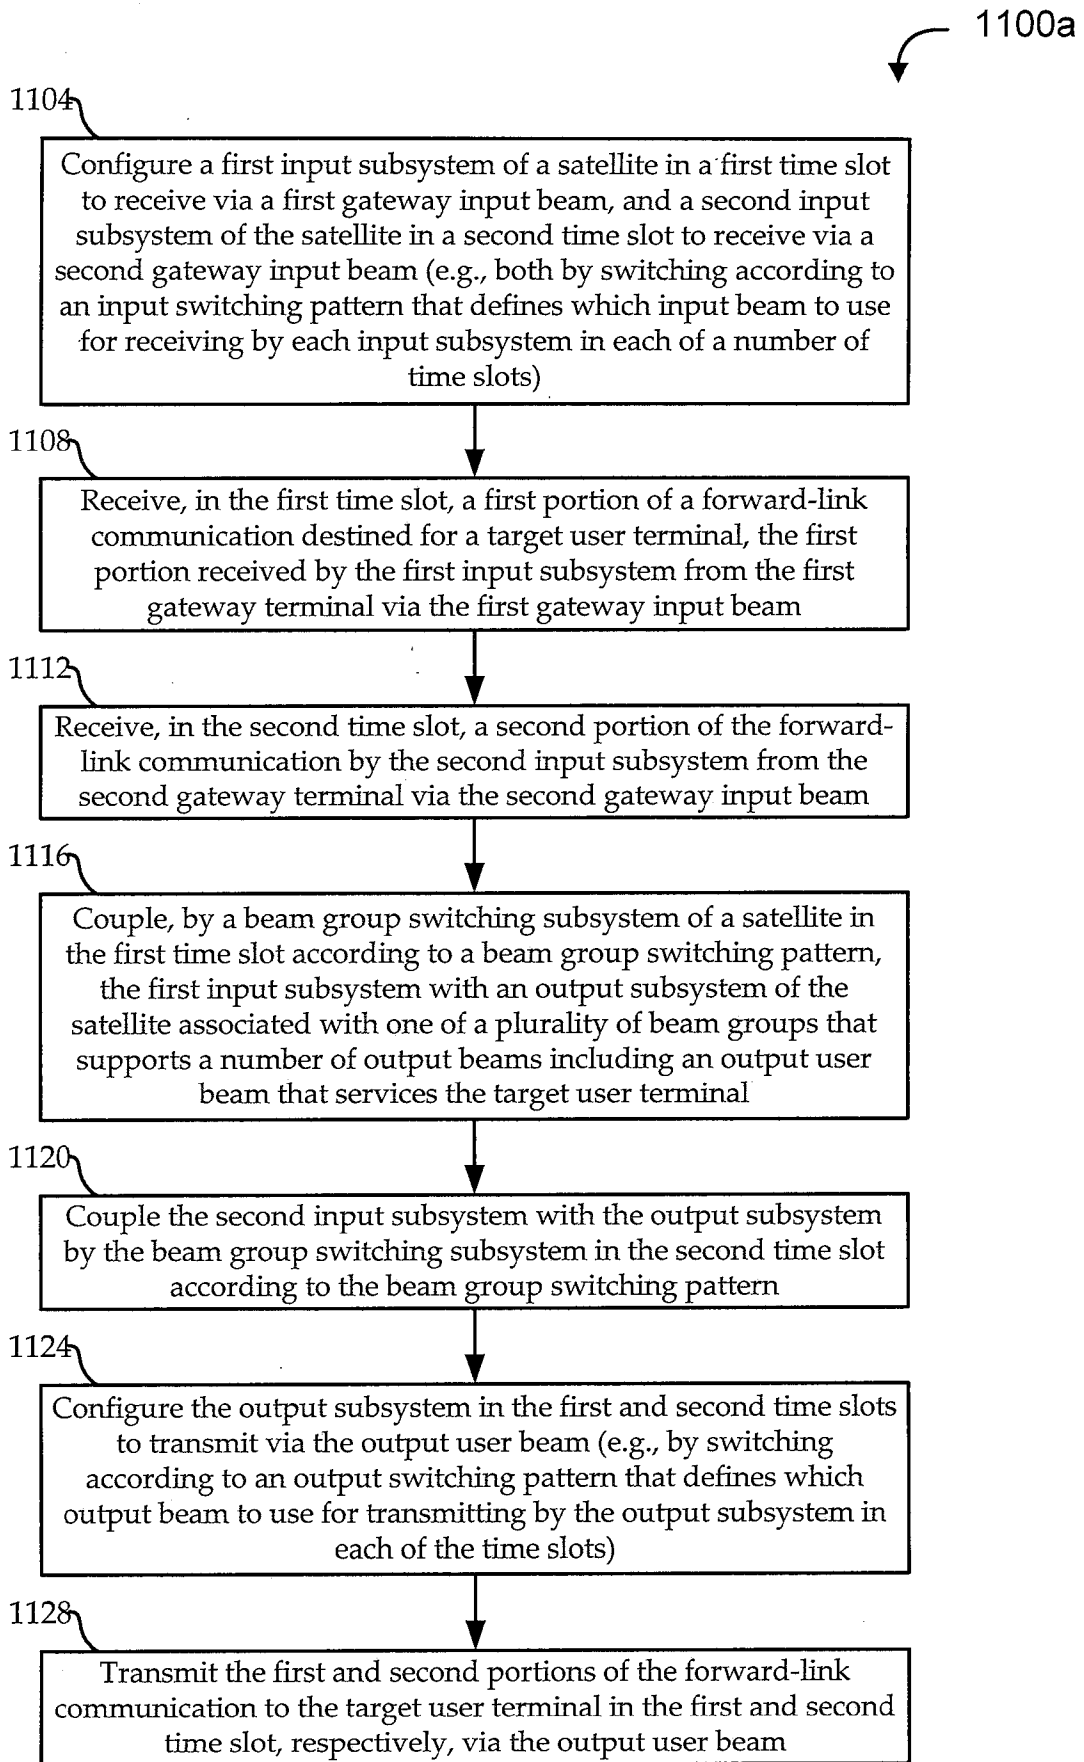 1100a
1104
Configure a first input subsystem of a satellite in a first time slot
to receive via a first gateway input beam, and a second input
subsystem of the satellite in a second time slot to receive via a
second gateway input beam (e.g., both by switching according to
an input switching pattern that defines which input beam to use
for receiving by each input subsystem in each of a number of
time slots)
1108
Receive, in the first time slot, a first portion of a forward-link
communication destined for a target user terminal, the first
portion received by the first input subsystem from the first
gateway terminal via the first gateway input beam
1112
Receive, in the second time slot, a second portion of the forward-
link communication by the second input subsystem from the
second gateway terminal via the second gateway input beam
1116
Couple, by a beam group switching subsystem of a satellite in
the first time slot according to a beam group switching pattern,
the first input subsystem with an output subsystem of the
satellite associated with one of a plurality of beam groups that
supports a number of output beams including an output user
beam that services the target user terminal
1120
Couple the second input subsystem with the output subsystem
by the beam group switching subsystem in the second time slot
according to the beam group switching pattern
1124
Configure the output subsystem in the first and second time slots
to transmit via the output user beam (e.g., by switching
according to an output switching pattern that defines which
output beam to use for transmitting by the output subsystem in
each of the time slots)
1128
Transmit the first and second portions of the forward-link
communication to the target user terminal in the first and second
time slot, respectively, via the output user beam